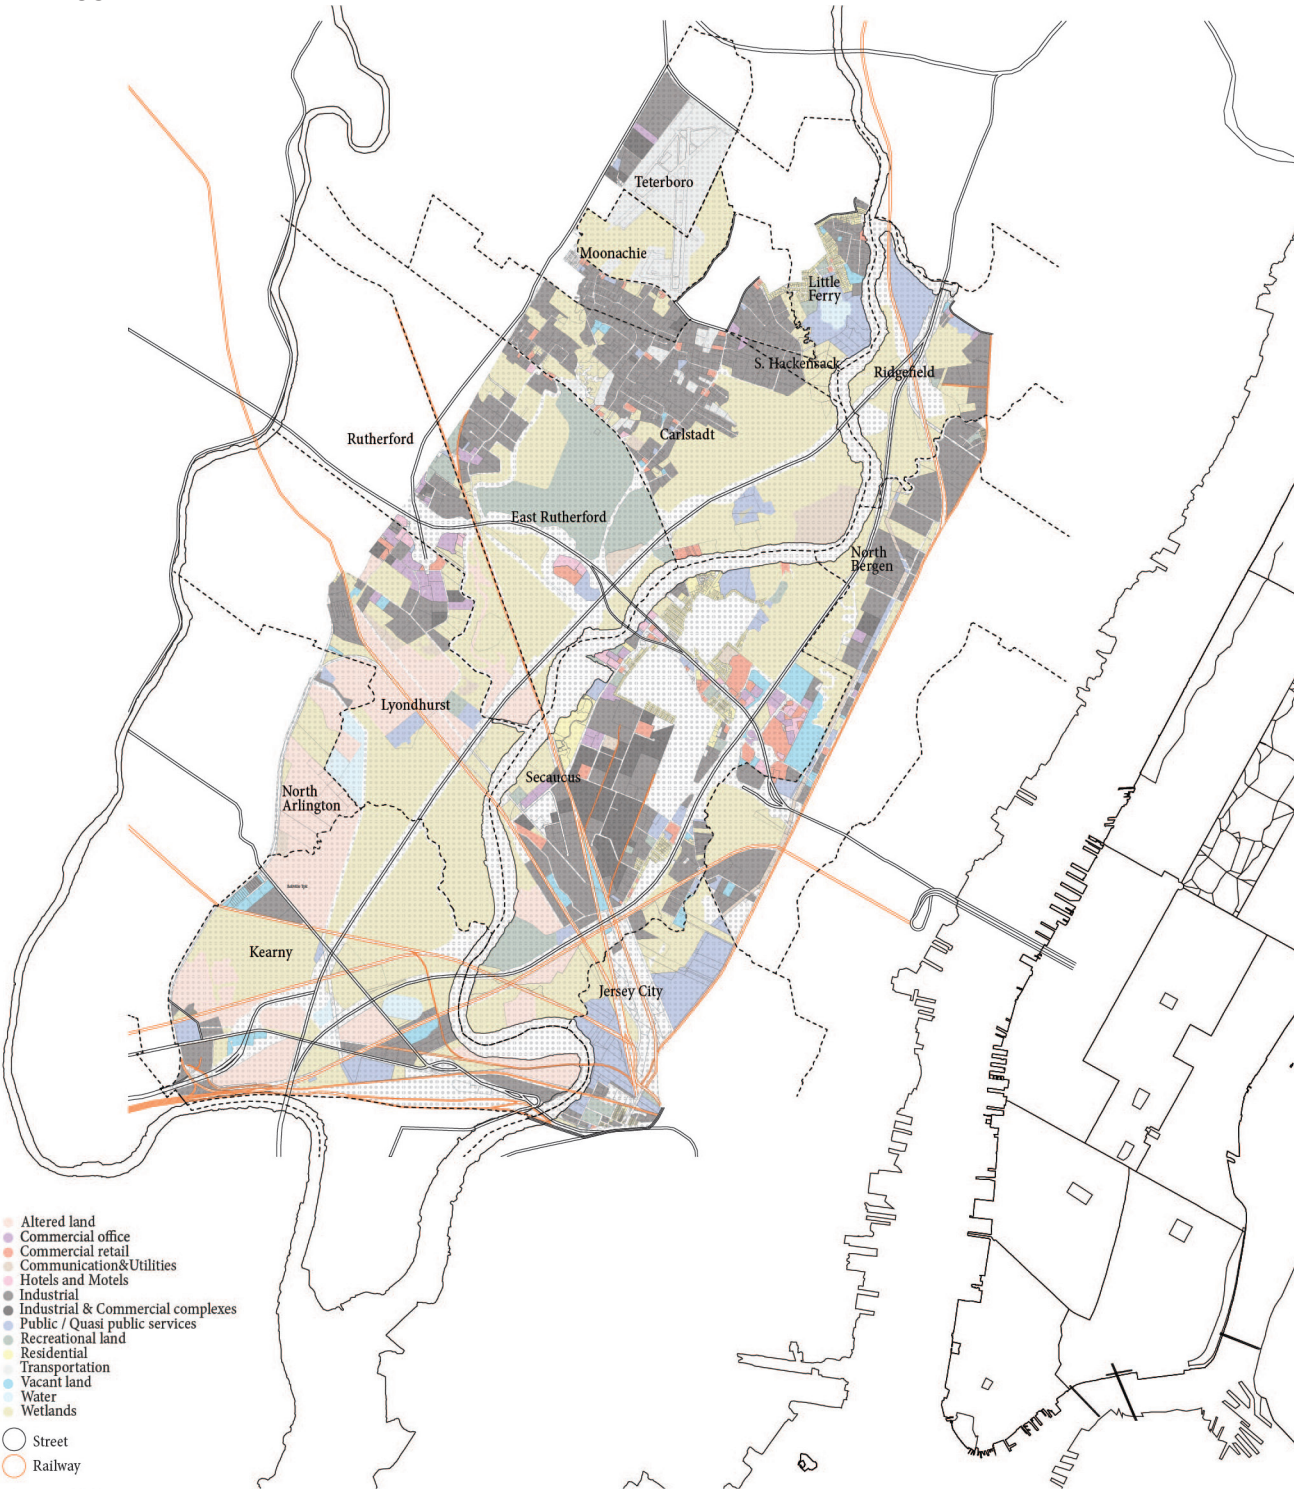 Teterboro
Moonachie
Little
Ferry
S. Hackensack
Ridgefield
Rutherford
Carlstadt
East Rutherford
North
Bergen
Lyondhurst
Secaucus
North
Arlington
Kearny
Jersey City
Altered land
Commercial office
Commercial retail
Communication&Utilities
Hotels and Motels
Industrial
Industrial & Commercial complexes
Public / Quasi public services
Recreational land
Residential
Transportation
Vacant land
Water
Wetlands
Street
Railway